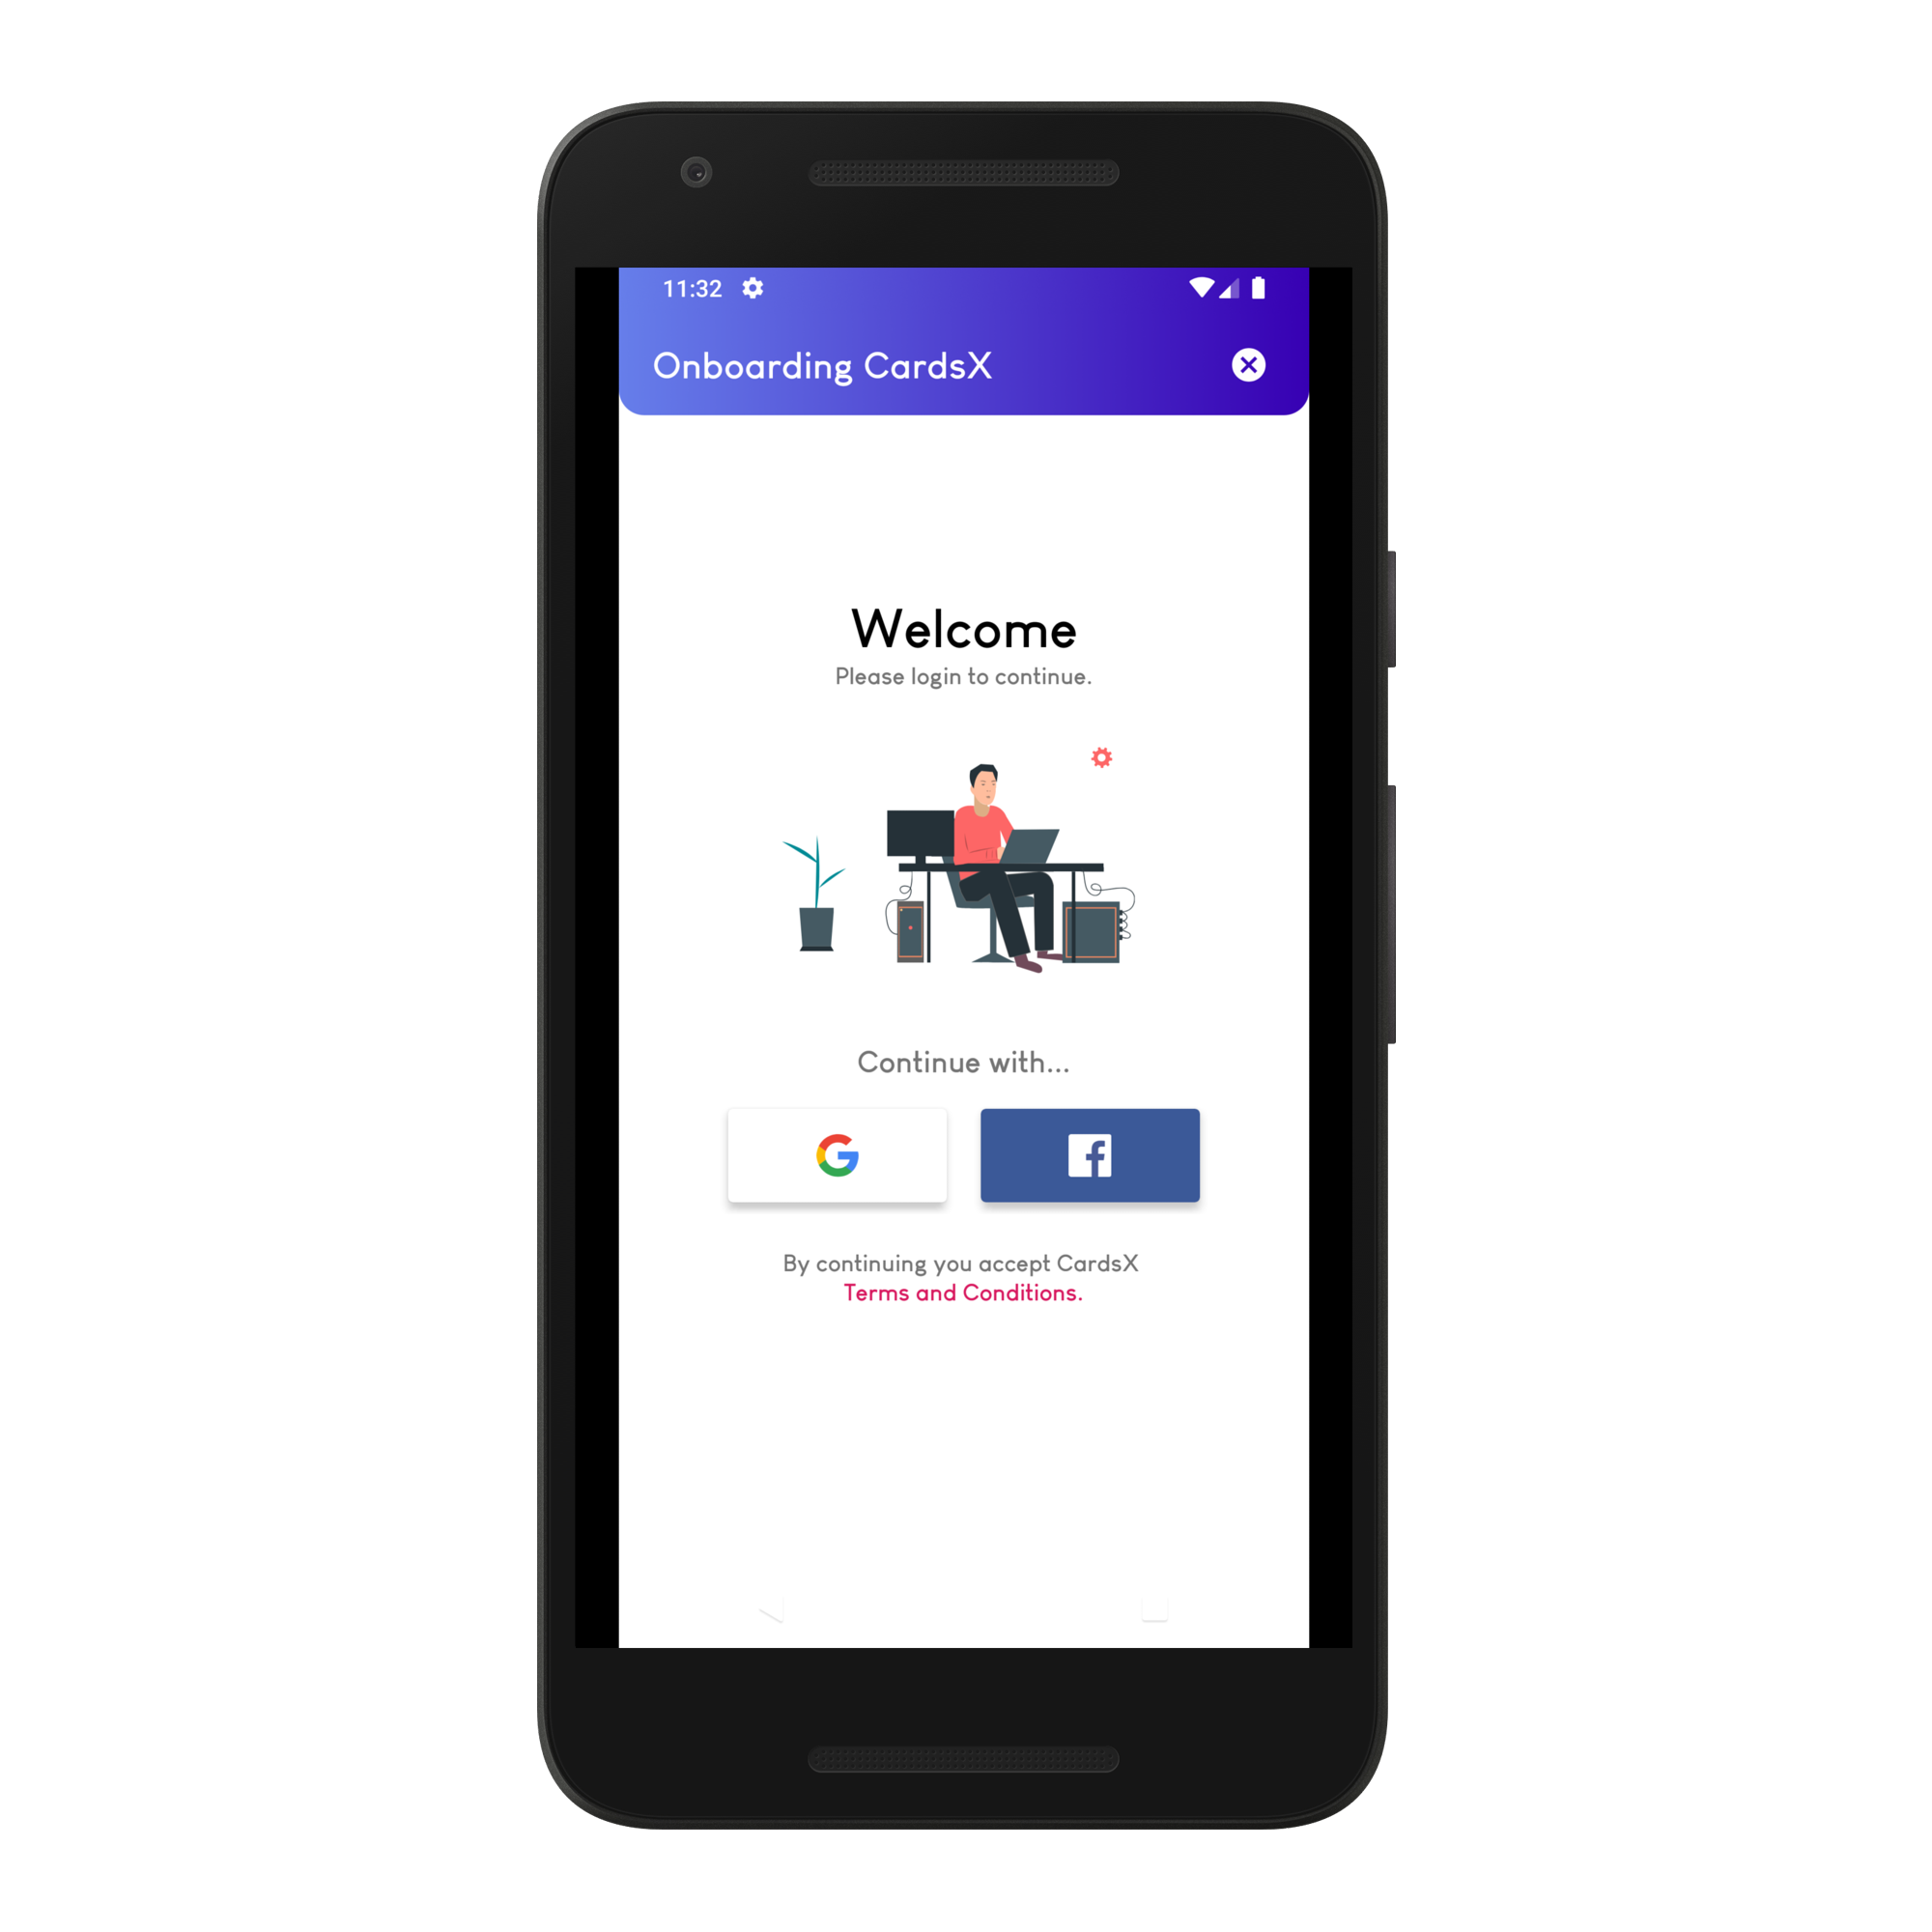 11:32
Onboarding CardsX
Welcome
Please login to continue.
Continue with...
By continuing you accept CardsX
Terms and Conditions.